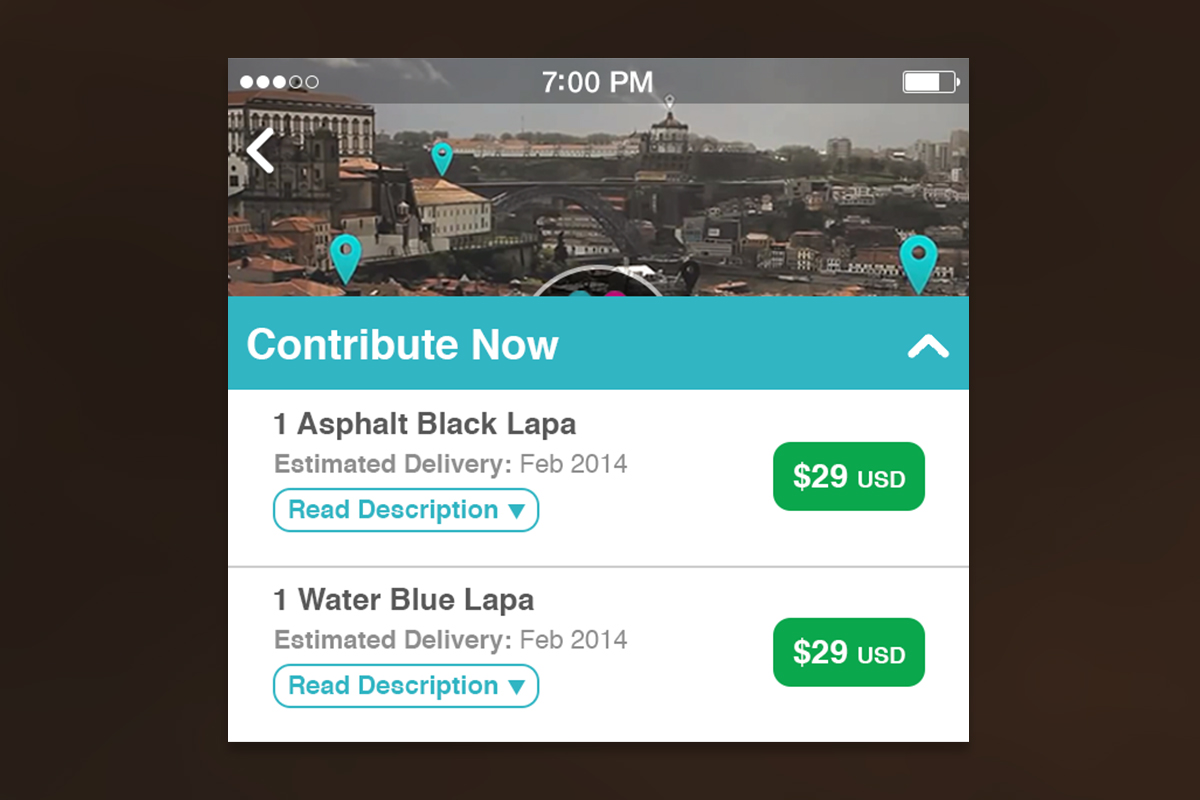 7:00 PM
Contribute Now
1 Asphalt Black Lapa
Estimated Delivery: Feb 2014
Read Description ▼
$29 USD
1 Water Blue Lapa
Estimated Delivery: Feb 2014
Read Description ▼
$29 USD